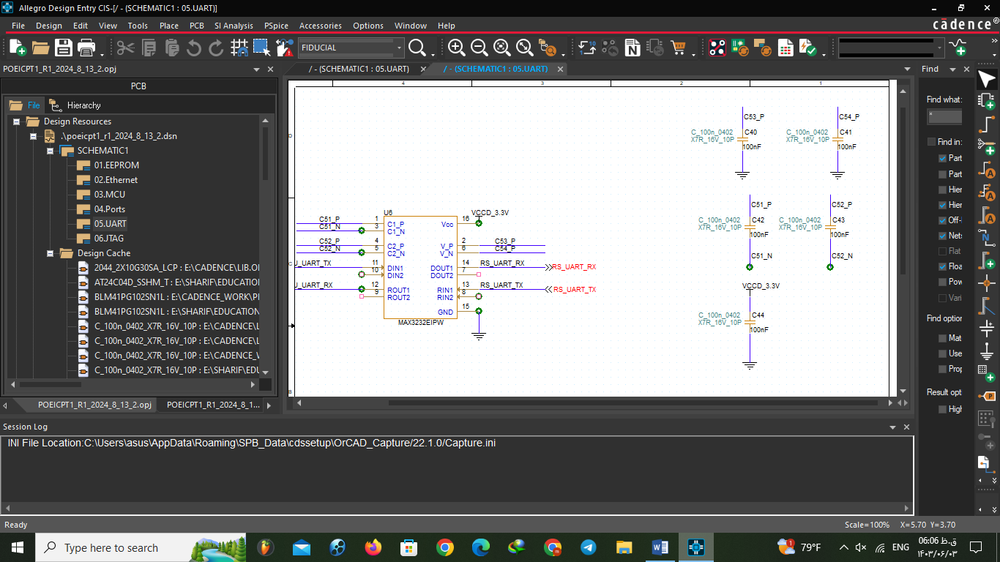 Allegro Design Entry CIS-[/ - (SCHEMATIC1 : 05.UART)]
File Design Edit View Tools Place PCB SI Analysis PSpice Accessories Options Window Help
cādence®
FIDUCIAL
POEICPT1_R1_2024_8_13_2.opj
/ - (SCHEMATIC1 : 05.UART)
/ - (SCHEMATIC1 : 05.UART)
Find
PCB
File
Hierarchy
Design Resources
.\poeicpt1_r1_2024_8_13_2.dsn
SCHEMATIC1
01.EEPROM
02.Ethernet
03.MCU
04.Ports
05.UART
06.JTAG
Design Cache
2044_2X10G30SA_LCP : E:\CADENCE\LIB.OI
AT24C04D_SSHM_T : E:\SHARIF\EDUCATIO
BLM41PG102SN1L : E:\CADENCE_WORK\PI
BLM41PG102SN1L : E:\SHARIF\EDUCATION
C_100n_0402_X7R_16V_10P : E:\CADENCE\L
C_100n_0402_X7R_16V_10P : E:\CADENCE\L
C_100n_0402_X7R_16V_10P : E:\CADENCE_V
C_100n_0402_X7R_16V_10P : E:\SHARIF\EDU
POEICPT1_R1_2024_8_13_2.opj
POEICPT1_R1_2024_8_1...
4
3
2
1
D
C
B
U6
C51_P
C51_N
C52_P
C52_N
J_UART_TX
J_UART_RX
1
3
4
5
11
10
12
9
C1_P
C1_N
C2_P
C2_N
DIN1
DIN2
ROUT1
ROUT2
Vcc
V_P
V_N
DOUT1
DOUT2
RIN1
RIN2
GND
16
2
6
14
7
13
8
15
MAX3232EIPW
VCCD_3.3V
C53_P
C54_P
RS_UART_RX
RS_UART_TX
RS_UART_RX
RS_UART_TX
C53_P
C_100n_0402
X7R_16V_10P
C40
100nF
C54_P
C_100n_0402
X7R_16V_10P
C41
100nF
C51_P
C_100n_0402
X7R_16V_10P
C42
100nF
C51_N
C52_P
C_100n_0402
X7R_16V_10P
C43
100nF
C52_N
VCCD_3.3V
C_100n_0402
X7R_16V_10P
C44
100nF
Find what:
*
Find in:
Part
Part
Hier
Hier
Off-
Nets
Flat
Floa
Pow
Vari
Find option
Mat
Use
Prop
Result opti
High
Session Log
INI File Location:C:\Users\asus\AppData\Roaming\SPB_Data\cdssetup\OrCAD_Capture/22.1.0/Capture.ini
Ready
Scale=100% X=5.70 Y=3.70
Type here to search
1
79°F
ENG
06:06 ق.ظ
۱۴۰۳/۰۶/۰۳